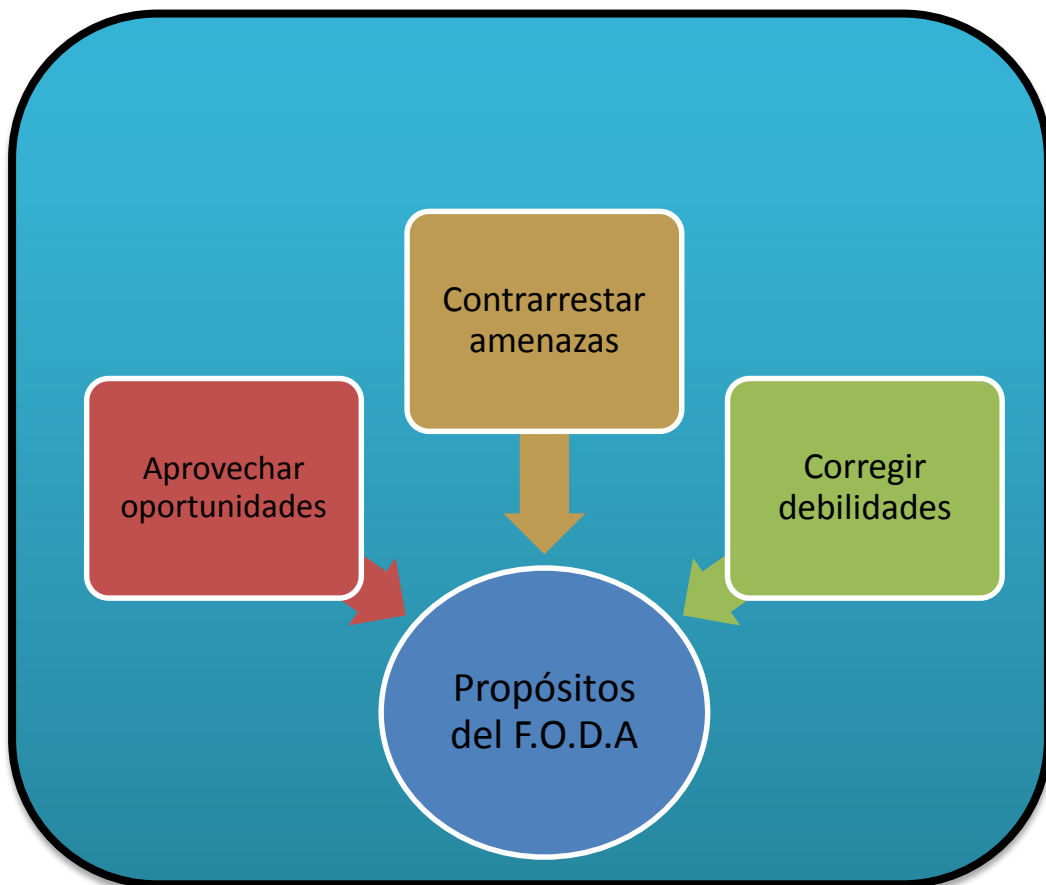 Contrarrestar
amenazas
Aprovechar
oportunidades
Corregir
debilidades
Propósitos
del F.O.D.A